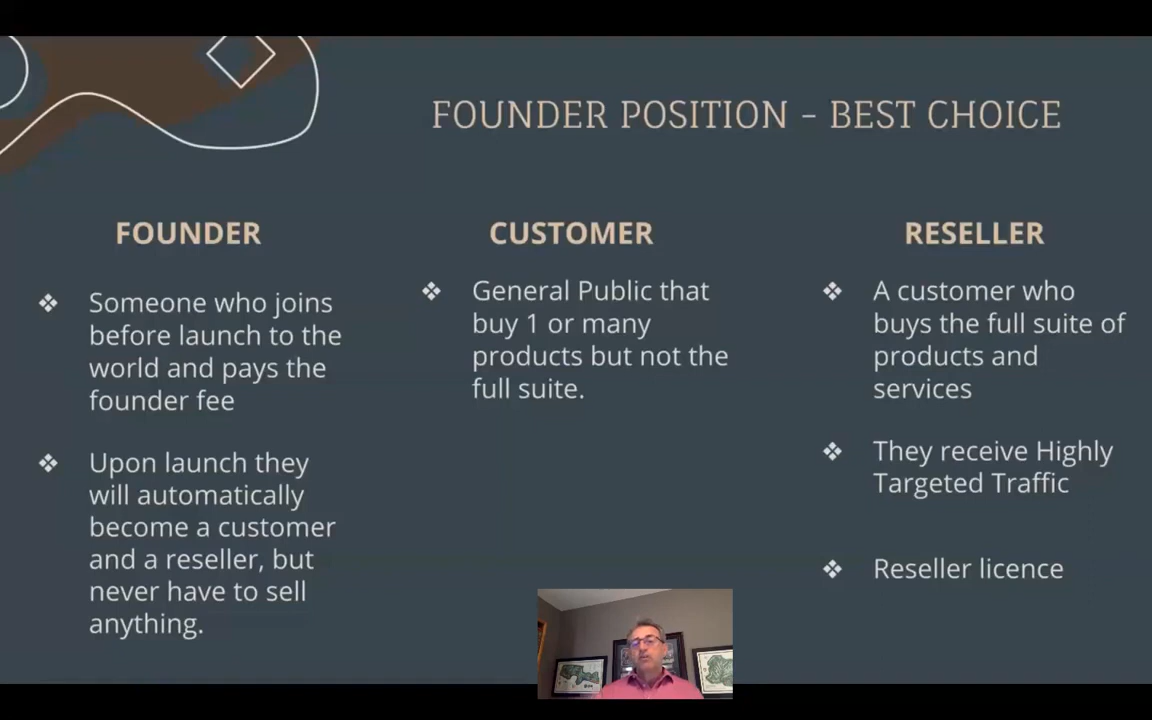 FOUNDER POSITION – BEST CHOICE
FOUNDER
❖ Someone who joins
before launch to the
world and pays the
founder fee
❖ Upon launch they
will automatically
become a customer
and a reseller, but
never have to sell
anything.
CUSTOMER
❖ General Public that
buy 1 or many
products but not the
full suite.
RESELLER
❖ A customer who
buys the full suite of
products and
services
❖ They receive Highly
Targeted Traffic
❖ Reseller licence